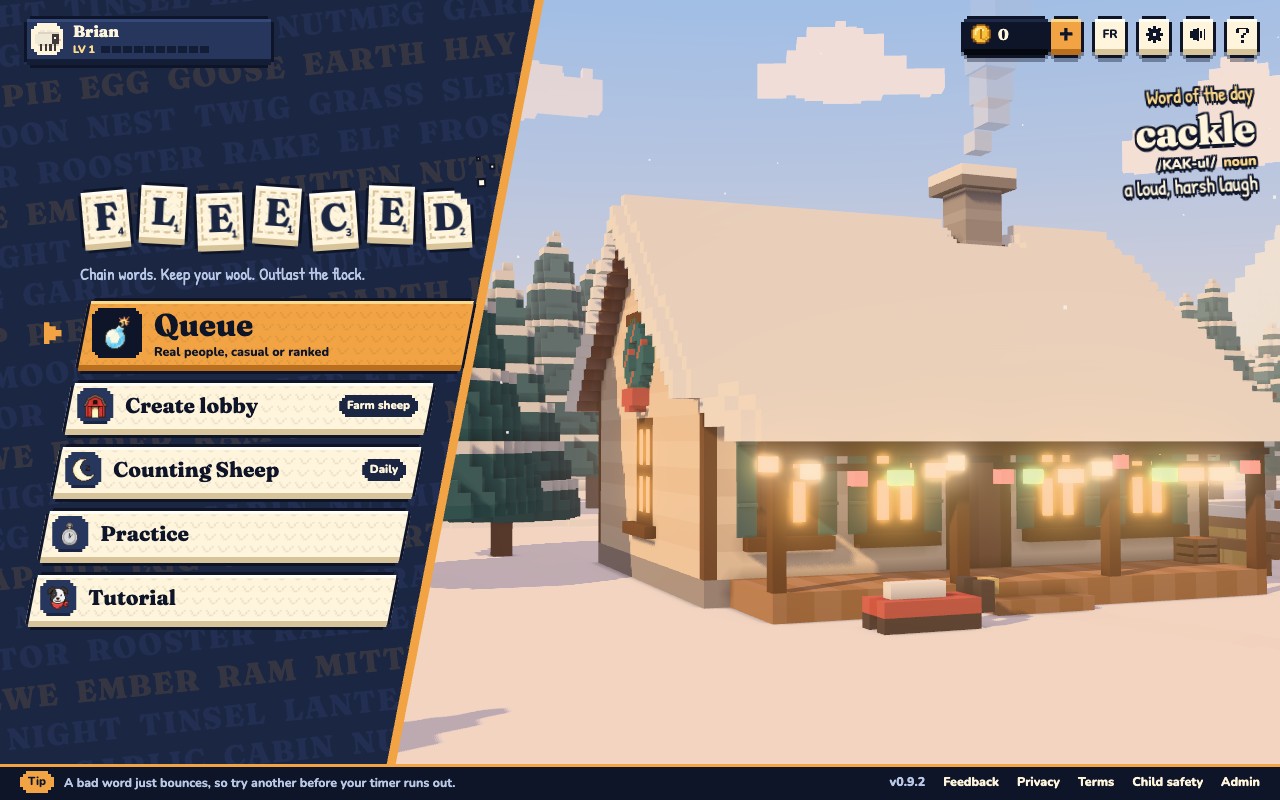 Brian
LV 1
0
+
FR
?
Word of the day
cackle
/KAK-ul/ noun
a loud, harsh laugh
FLEECED
Chain words. Keep your wool. Outlast the flock.
Queue
Real people, casual or ranked
Create lobby
Farm sheep
Counting Sheep
Daily
Practice
Tutorial
Tip
A bad word just bounces, so try another before your timer runs out.
v0.9.2 Feedback Privacy Terms Child safety Admin